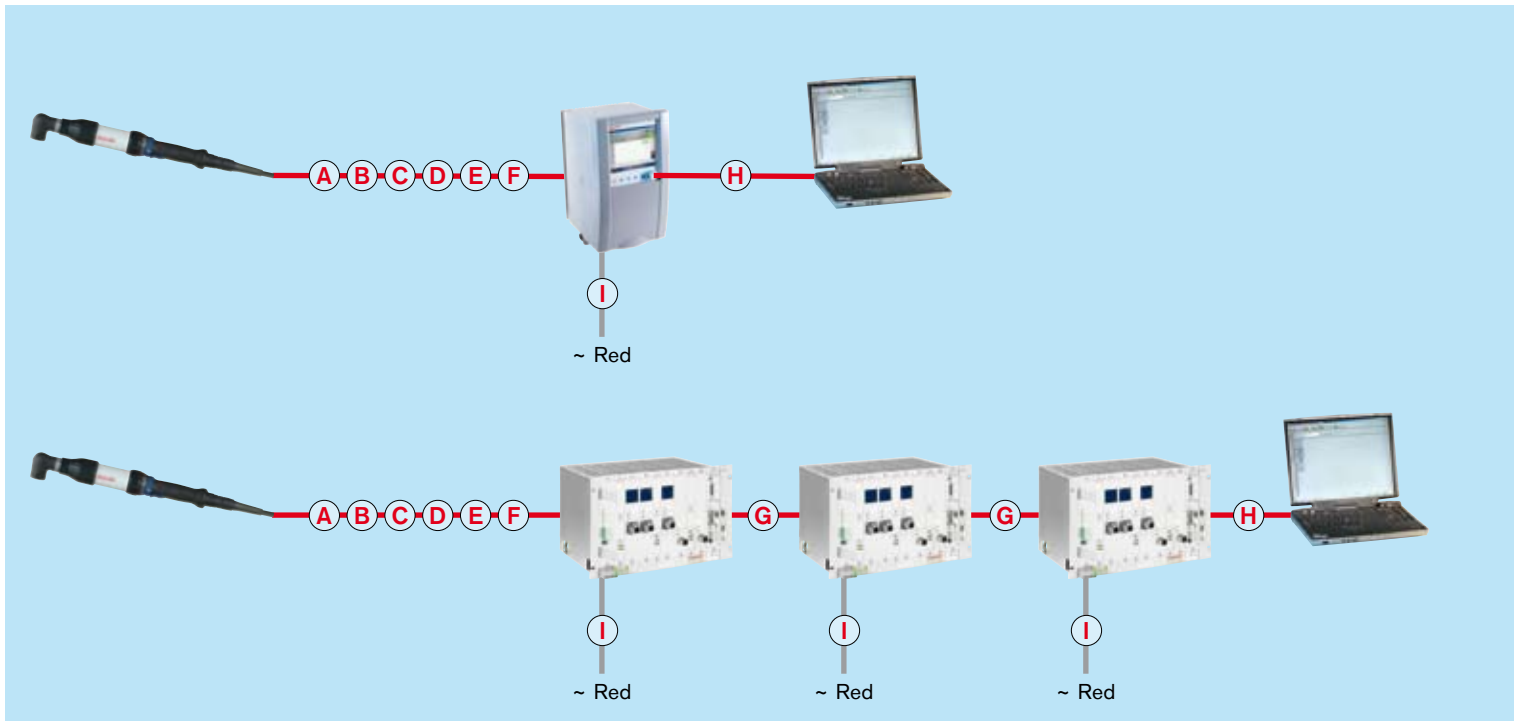 A B C D E F H
I
~ Red
A B C D E F G G H
I I I
~ Red ~ Red ~ Red